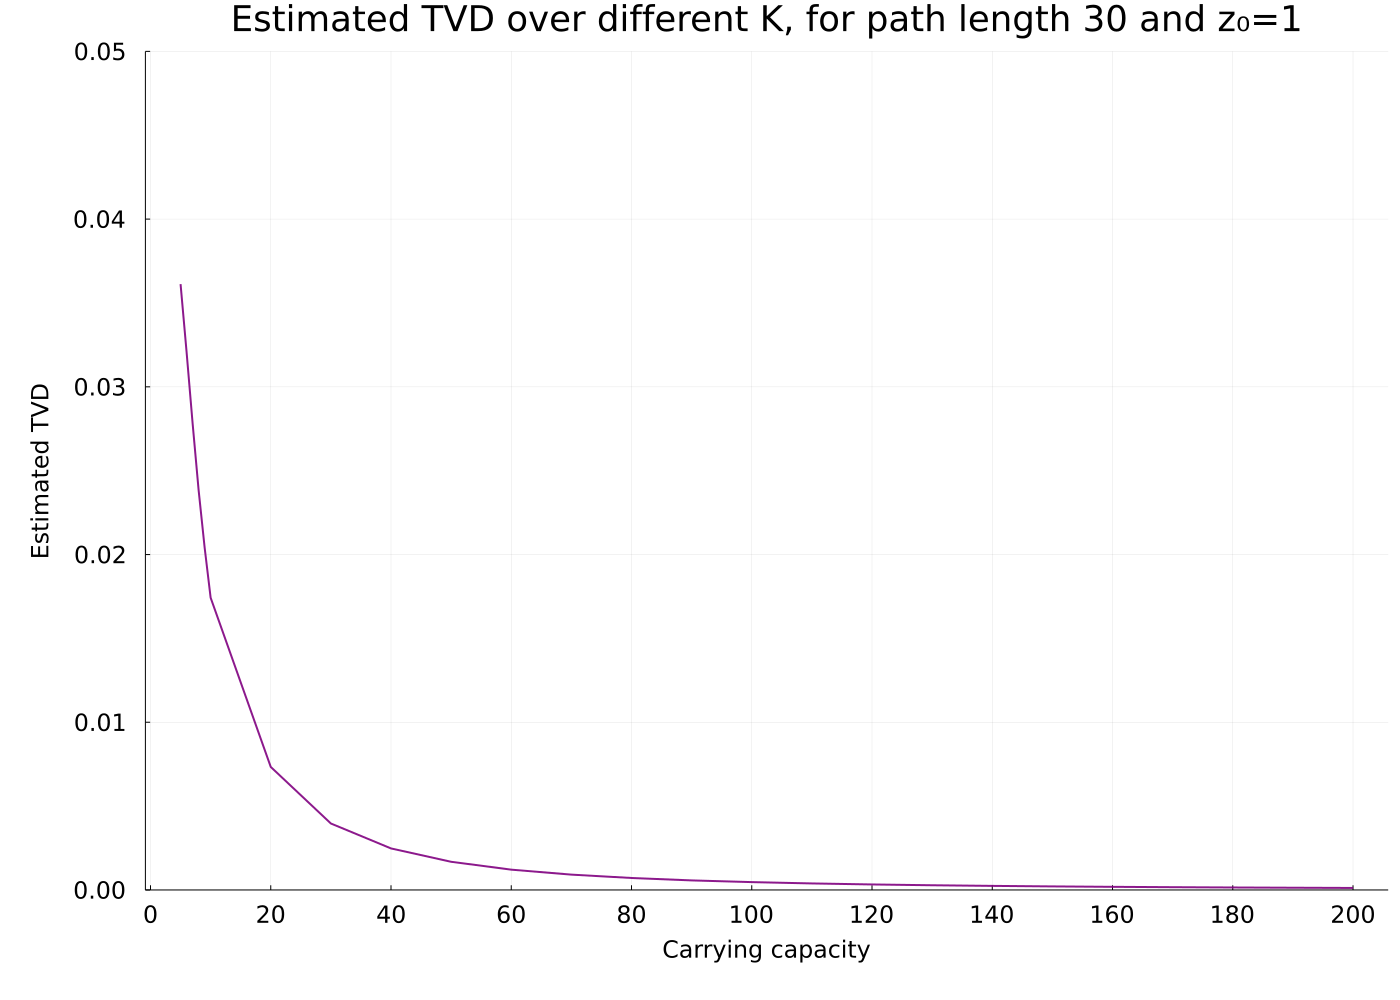 Estimated TVD over different K, for path length 30 and z₀=1
0.05
0.04
0.03
0.02
0.01
0.00
Estimated TVD
0 20 40 60 80 100 120 140 160 180 200
Carrying capacity